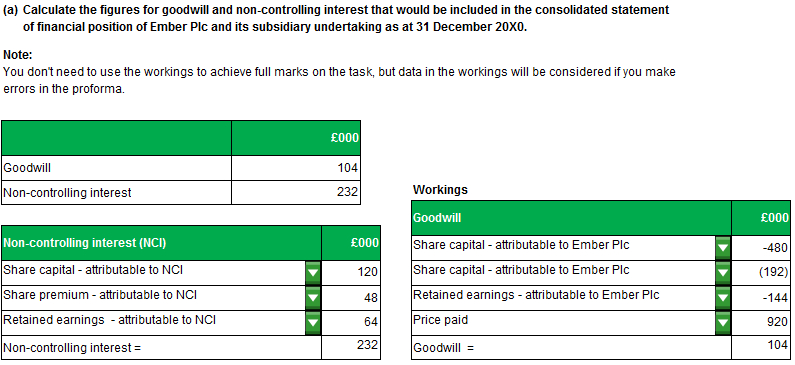 (a) Calculate the figures for goodwill and non-controlling interest that would be included in the consolidated statement
of financial position of Ember Plc and its subsidiary undertaking as at 31 December 20X0.
Note:
You don't need to use the workings to achieve full marks on the task, but data in the workings will be considered if you make
errors in the proforma.
£000
Goodwill 104
Non-controlling interest 232
Non-controlling interest (NCI) £000
Share capital - attributable to NCI 120
Share premium - attributable to NCI 48
Retained earnings - attributable to NCI 64
Non-controlling interest = 232
Workings
Goodwill £000
Share capital - attributable to Ember Plc -480
Share capital - attributable to Ember Plc (192)
Retained earnings - attributable to Ember Plc -144
Price paid 920
Goodwill = 104